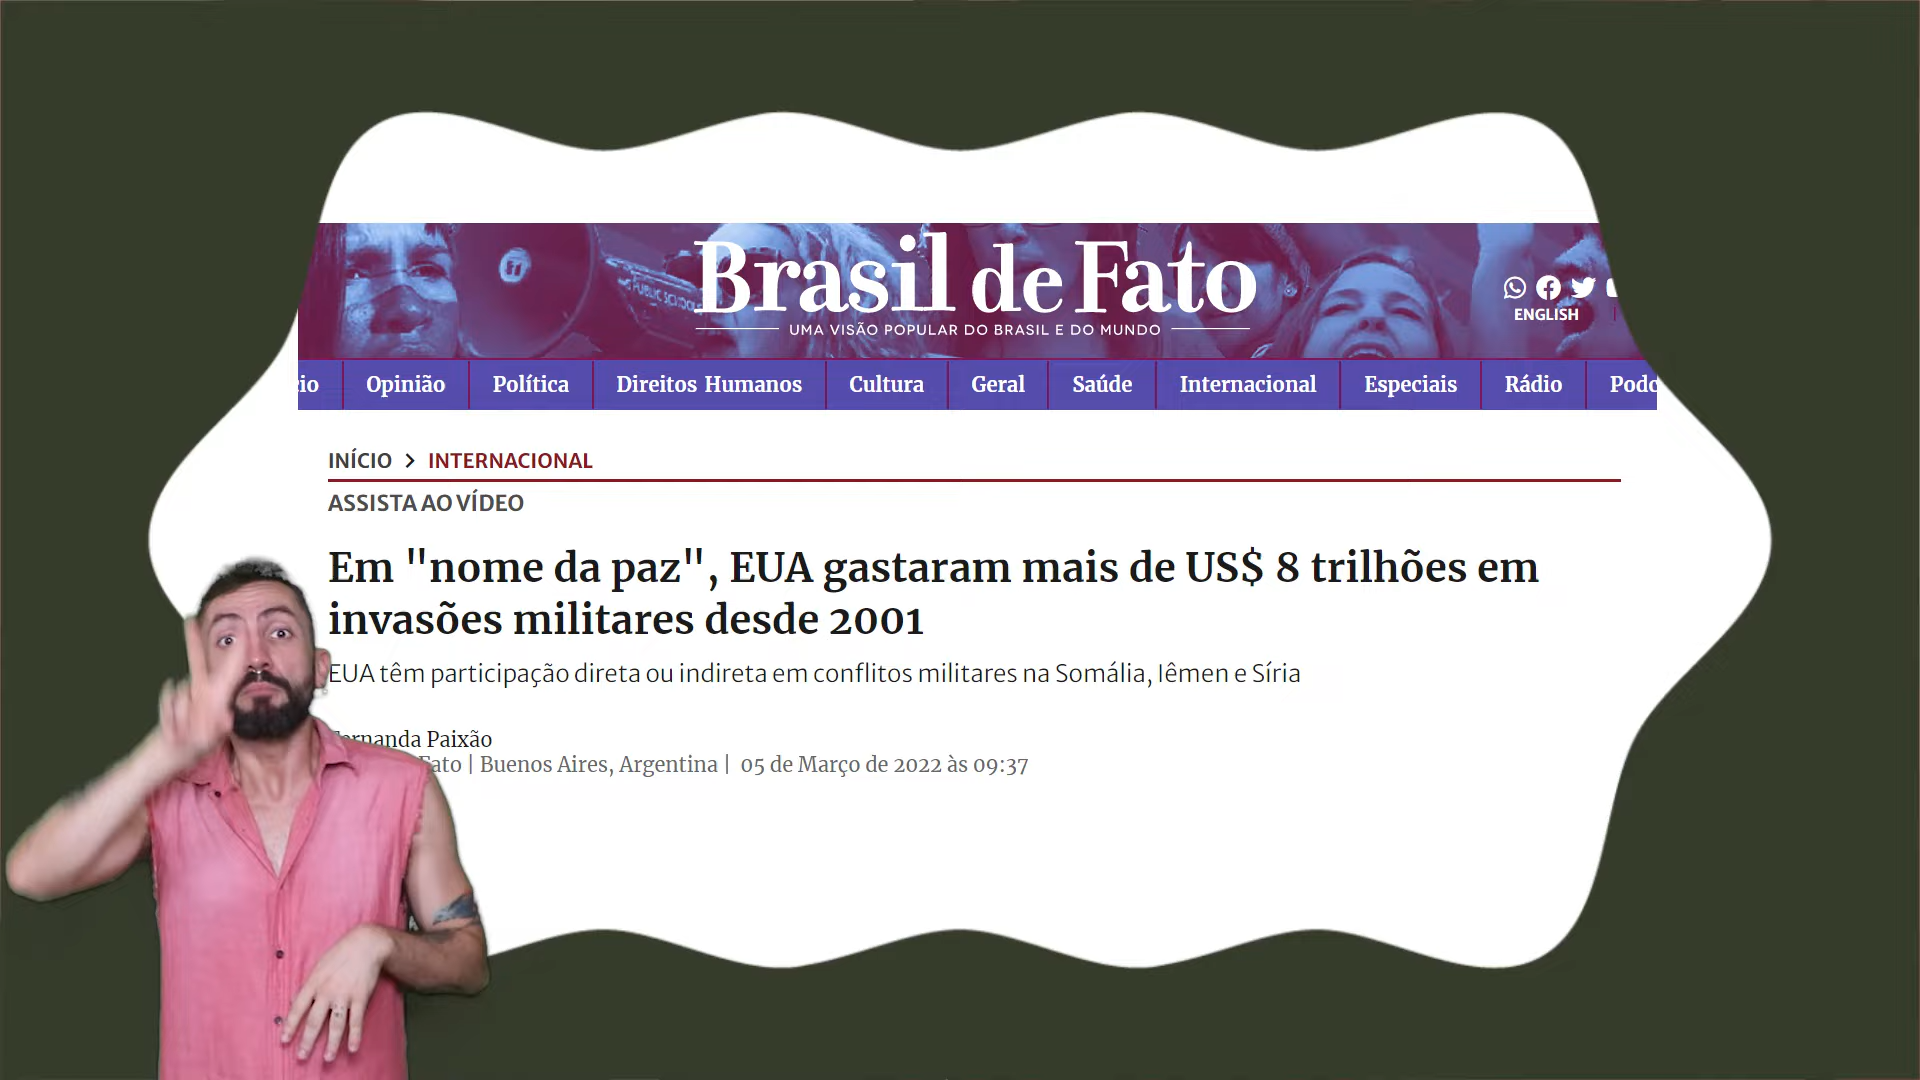 Brasil de Fato
UMA VISÃO POPULAR DO BRASIL E DO MUNDO
ENGLISH
Opinião Política Direitos Humanos Cultura Geral Saúde Internacional Especiais Rádio
INÍCIO > INTERNACIONAL
ASSISTA AO VÍDEO
Em "nome da paz", EUA gastaram mais de US$ 8 trilhões em
invasões militares desde 2001
EUA têm participação direta ou indireta em conflitos militares na Somália, Iêmen e Síria
Fernanda Paixão
Fato | Buenos Aires, Argentina | 05 de Março de 2022 às 09:37